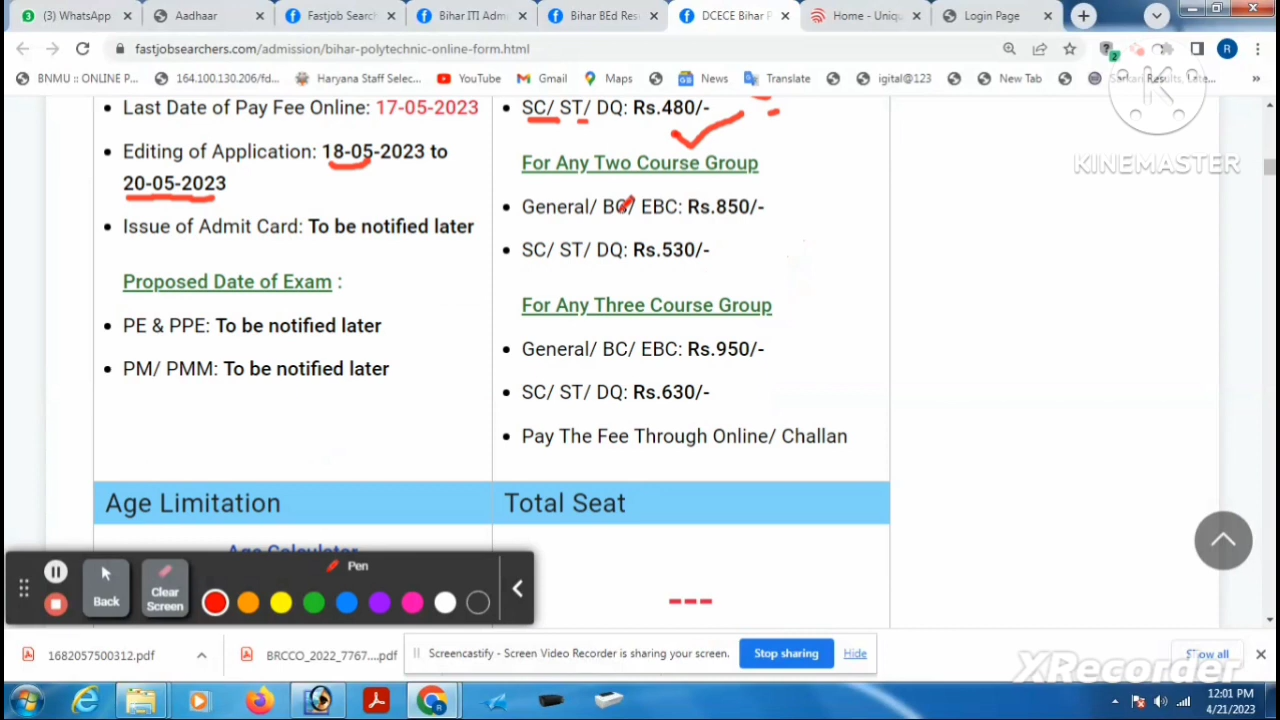 (3) WhatsApp
Aadhaar
Fastjob Searc
Bihar ITI Admi
Bihar BEd Res
DCECE Bihar P
Home - Uniqu
Login Page
fastjobsearchers.com/admission/bihar-polytechnic-online-form.html
BNMU :: ONLINE P...
164.100.130.206/fd...
Haryana Staff Selec...
YouTube
Gmail
Maps
News
Translate
igital@123
New Tab
Sarkari Results, Late...
Last Date of Pay Fee Online: 17-05-2023
Editing of Application: 18-05-2023 to
20-05-2023
Issue of Admit Card: To be notified later
Proposed Date of Exam :
PE & PPE: To be notified later
PM/ PMM: To be notified later
SC/ ST/ DQ: Rs.480/-
For Any Two Course Group
General/ BC/ EBC: Rs.850/-
SC/ ST/ DQ: Rs.530/-
For Any Three Course Group
General/ BC/ EBC: Rs.950/-
SC/ ST/ DQ: Rs.630/-
Pay The Fee Through Online/ Challan
KINEMASTER
Age Limitation
Total Seat
Age Calculator
---
Pen
Back
Clear
Screen
1682057500312.pdf
BRCCO_2022_7767....pdf
Screencastify - Screen Video Recorder is sharing your screen.
Stop sharing
Hide
Show all
XRecorder
12:01 PM
4/21/2023